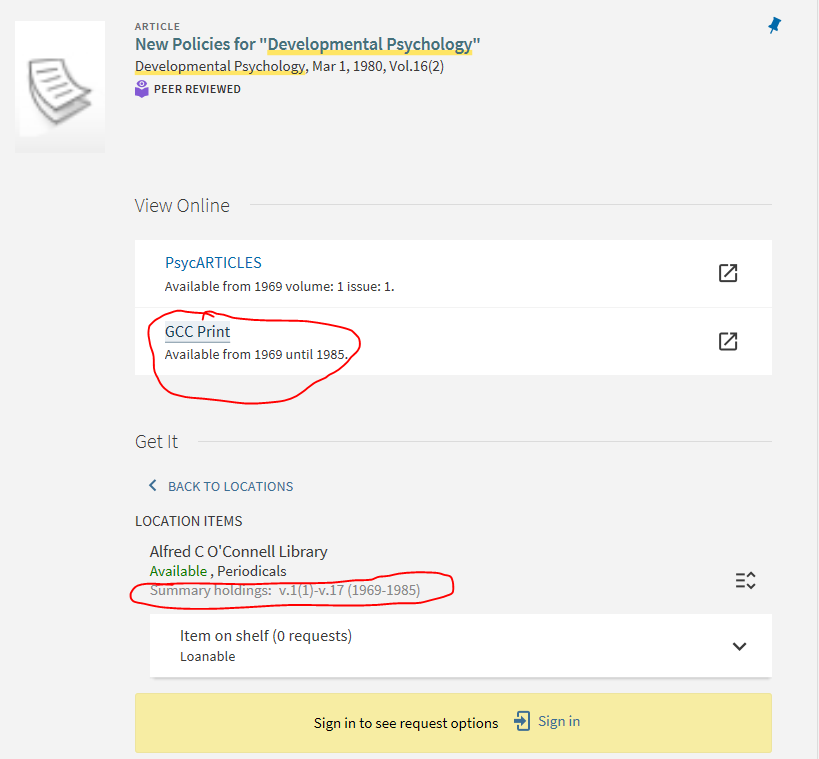 ARTICLE
New Policies for "Developmental Psychology"
Developmental Psychology, Mar 1, 1980, Vol.16(2)
PEER REVIEWED
View Online
PsycARTICLES
Available from 1969 volume: 1 issue: 1.
GCC Print
Available from 1969 until 1985.
Get It
BACK TO LOCATIONS
LOCATION ITEMS
Alfred C O'Connell Library
Available , Periodicals
Summary holdings: v.1(1)-v.17 (1969-1985)
Item on shelf (0 requests)
Loanable
Sign in to see request options Sign in